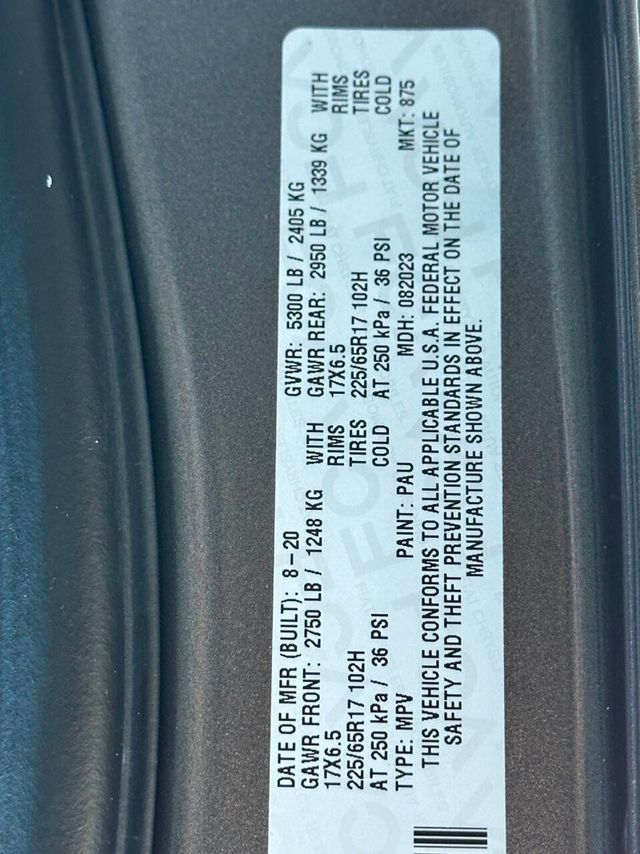 DATE OF MFR (BUILT): 8-20 GVWR: 5300 LB / 2405 KG
GAWR FRONT: 2750 LB / 1248 KG WITH GAWR REAR: 2950 LB / 1339 KG WITH
17X6.5 RIMS 17X6.5 RIMS
225/65R17 102H TIRES 225/65R17 102H TIRES
AT 250 kPa / 36 PSI COLD AT 250 kPa / 36 PSI COLD
TYPE: MPV PAINT: PAU MDH: 082023 MKT: 875
THIS VEHICLE CONFORMS TO ALL APPLICABLE U.S.A. FEDERAL MOTOR VEHICLE
SAFETY AND THEFT PREVENTION STANDARDS IN EFFECT ON THE DATE OF
MANUFACTURE SHOWN ABOVE.